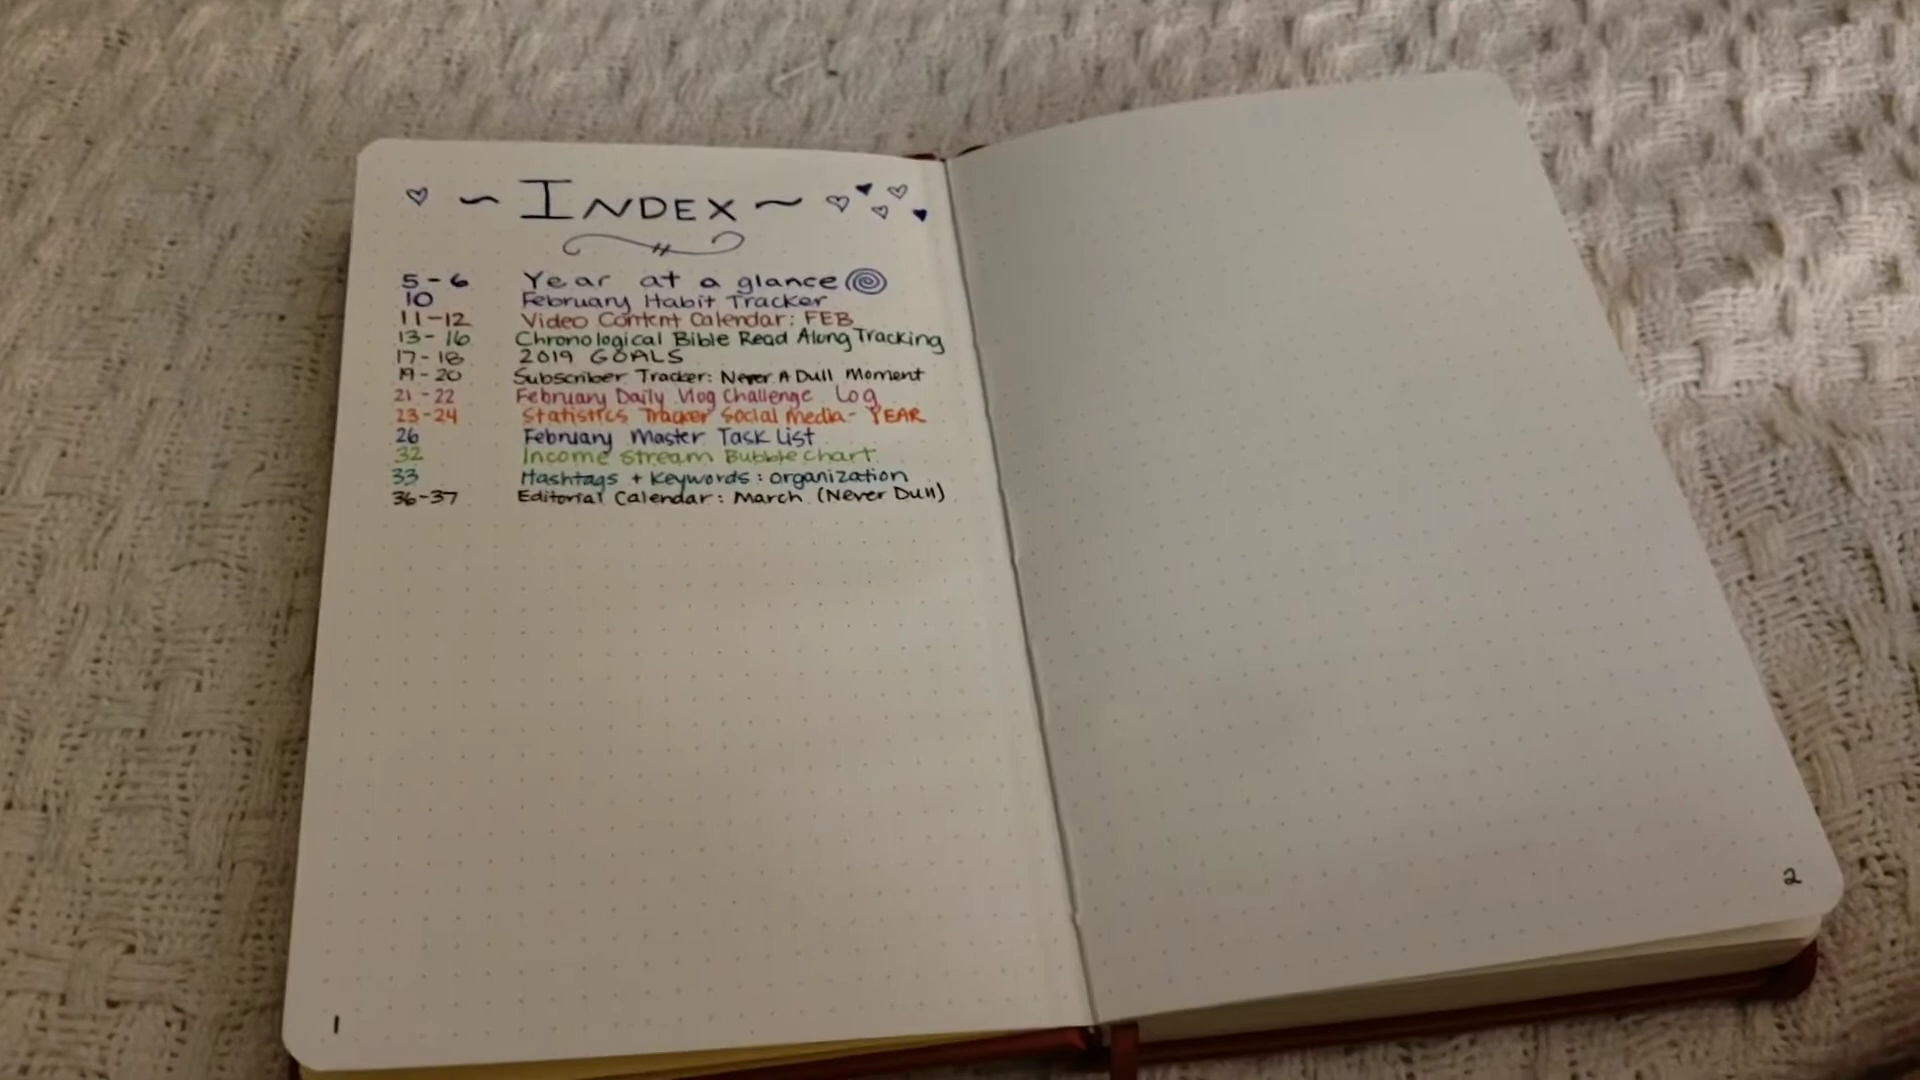 ~ INDEX ~
5-6 Year at a glance
10 February Habit Tracker
11-12 Video Content Calendar: FEB
13-16 Chronological Bible Read Along Tracking
17-18 2019 GOALS
19-20 Subscriber Tracker: Never A Dull Moment
21-22 February Daily Vlog Challenge Log
23-24 Statistics Tracker Social Media - YEAR
26 February Master Task List
32 Income Stream Bubble chart
33 Hashtags + Keywords: organization
36-37 Editorial Calendar: March (Never Dull)
1
2